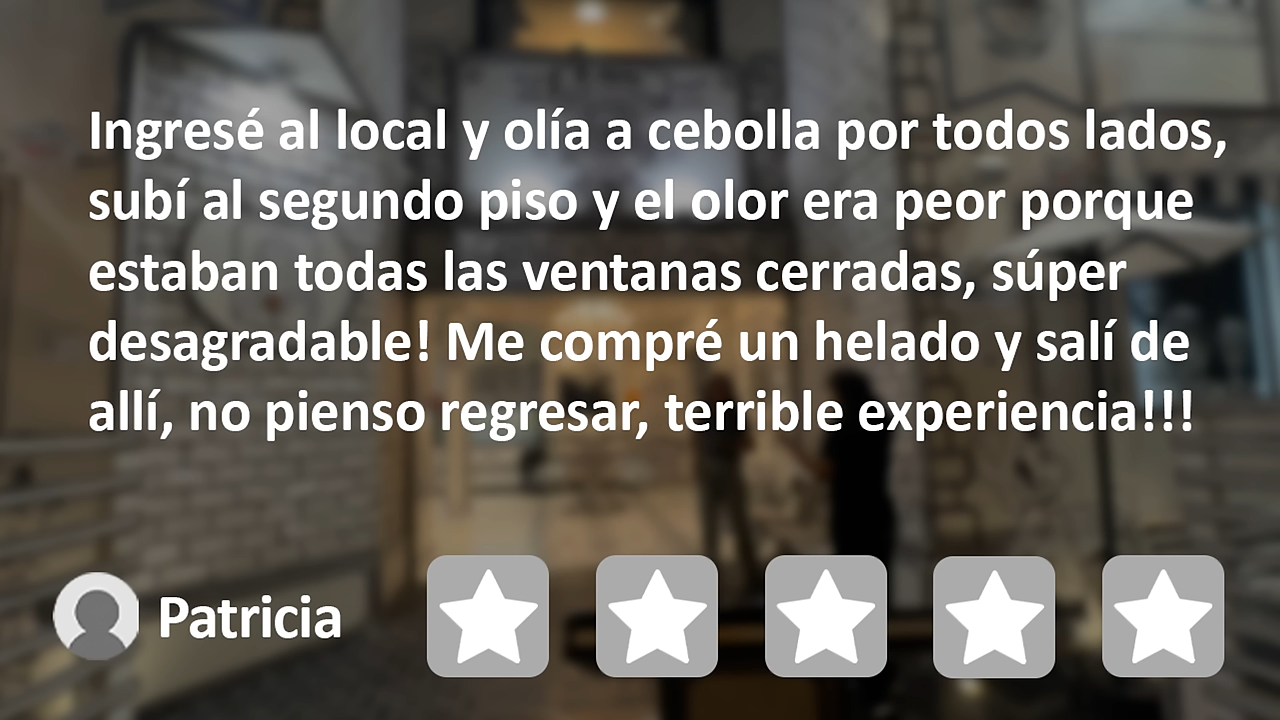 Ingresé al local y olía a cebolla por todos lados,
subí al segundo piso y el olor era peor porque
estaban todas las ventanas cerradas, súper
desagradable! Me compré un helado y salí de
allí, no pienso regresar, terrible experiencia!!!
Patricia